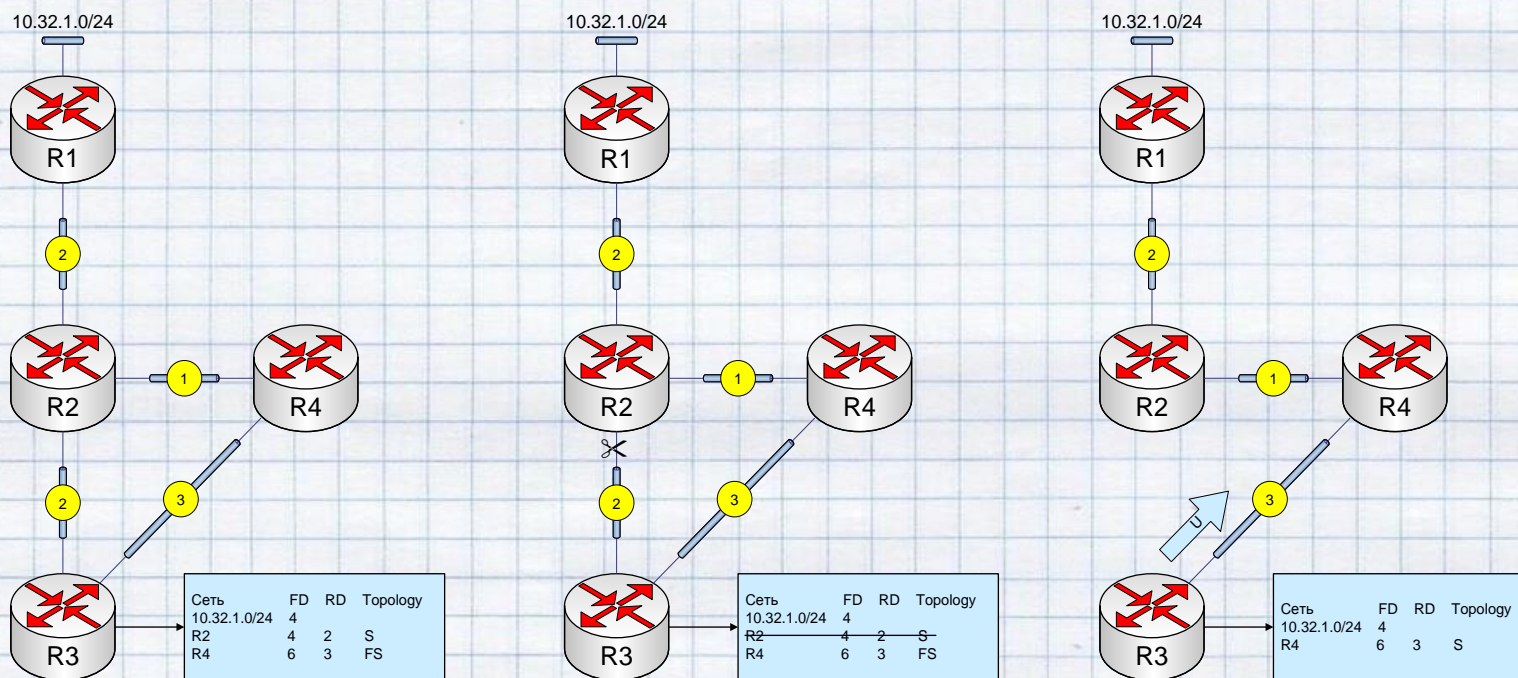 10.32.1.0/24
R1
2
R2
1
R4
2
3
R3
Сеть FD RD Topology
10.32.1.0/24 4
R2 4 2 S
R4 6 3 FS
10.32.1.0/24
R1
2
R2
1
R4
2
3
R3
Сеть FD RD Topology
10.32.1.0/24 4
R2 4 2 S
R4 6 3 FS
10.32.1.0/24
R1
2
R2
1
R4
3
U
R3
Сеть FD RD Topology
10.32.1.0/24 4
R4 6 3 S